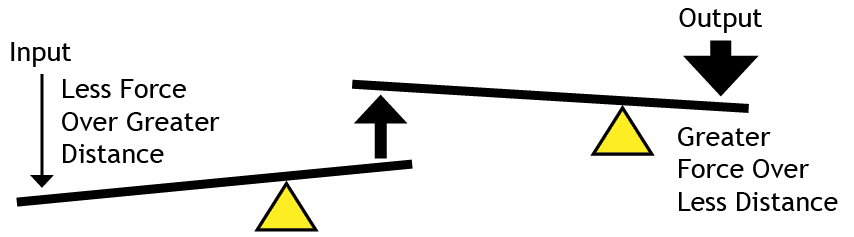 Input
Less Force
Over Greater
Distance
Output
Greater
Force Over
Less Distance